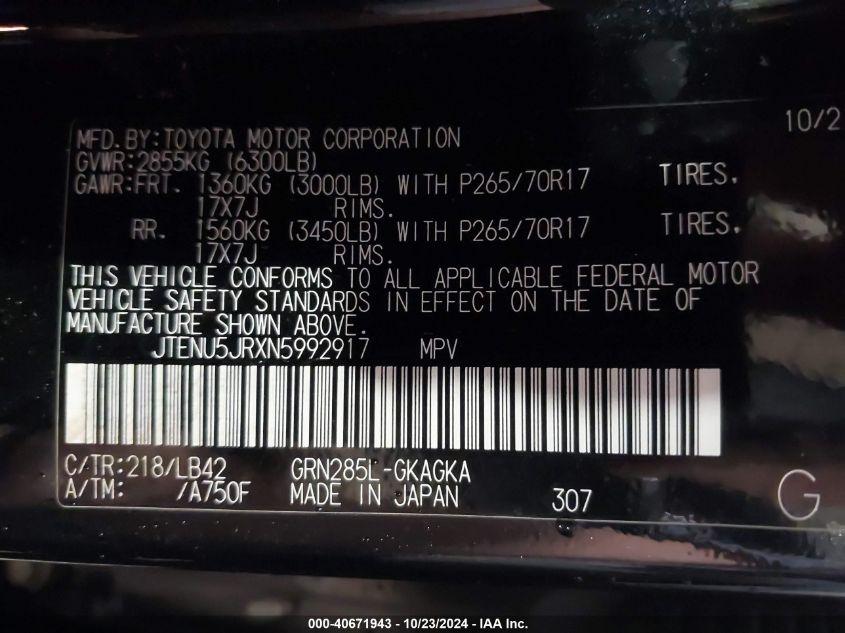 10/2
MFD.BY:TOYOTA MOTOR CORPORATION
GVWR:2855KG (6300LB)
GAWR:FRT. 1360KG (3000LB) WITH P265/70R17 TIRES.
17X7J RIMS.
RR. 1560KG (3450LB) WITH P265/70R17 TIRES.
17X7J RIMS.
THIS VEHICLE CONFORMS TO ALL APPLICABLE FEDERAL MOTOR
VEHICLE SAFETY STANDARDS IN EFFECT ON THE DATE OF
MANUFACTURE SHOWN ABOVE.
JTENU5JRXN5992917 MPV
C/TR:218/LB42 GRN285L-GKAGKA
A/TM: /A750F MADE IN JAPAN 307 G
000-40671943 - 10/23/2024 - IAA Inc.